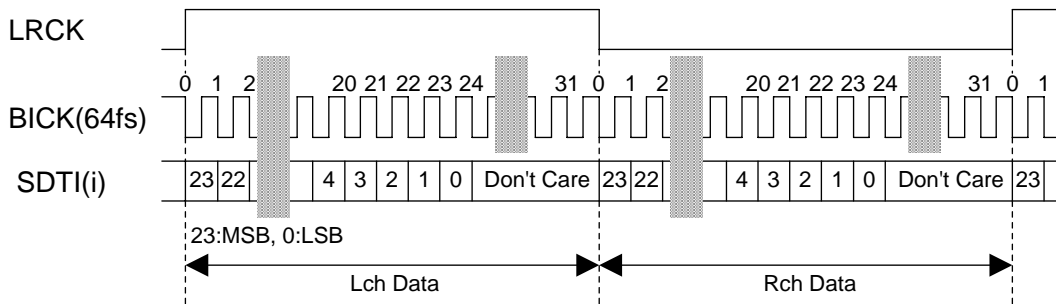 LRCK
0 1 2 20 21 22 23 24 31 0 1 2 20 21 22 23 24 31 0 1
BICK(64fs)
SDTI(i) 23 22 4 3 2 1 0 Don't Care 23 22 4 3 2 1 0 Don't Care 23
23:MSB, 0:LSB
Lch Data Rch Data